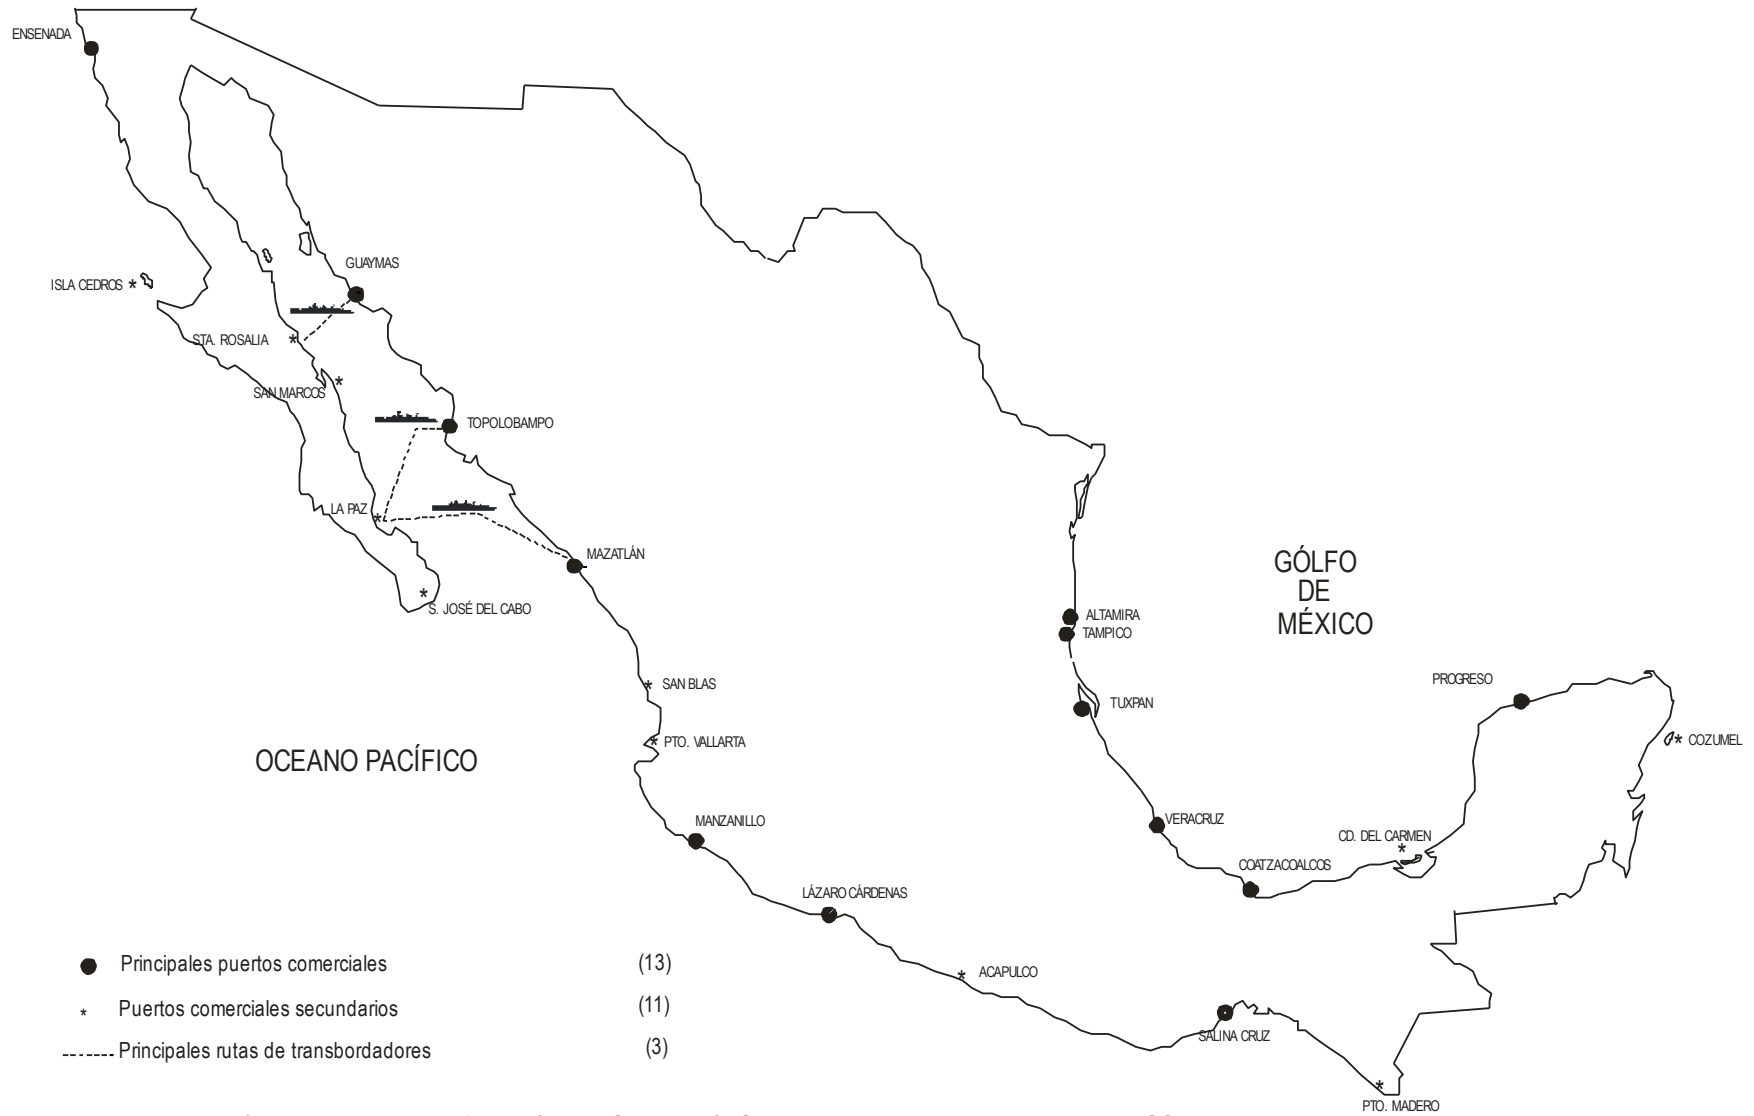 ENSENADA
GUAYMAS
ISLA CEDROS *
STA. ROSALIA *
SAN MARCOS *
TOPOLOBAMPO
LA PAZ *
MAZATLÁN
* S. JOSÉ DEL CABO
* SAN BLAS
* PTO. VALLARTA
MANZANILLO
LÁZARO CÁRDENAS
* ACAPULCO
SALINA CRUZ
* PTO. MADERO
ALTAMIRA
TAMPICO
TUXPAN
VERACRUZ
COATZACOALCOS
CD. DEL CARMEN *
PROGRESO
* COZUMEL
GÓLFO
DE
MÉXICO
OCEANO PACÍFICO
Principales puertos comerciales (13)
* Puertos comerciales secundarios (11)
Principales rutas de transbordadores (3)